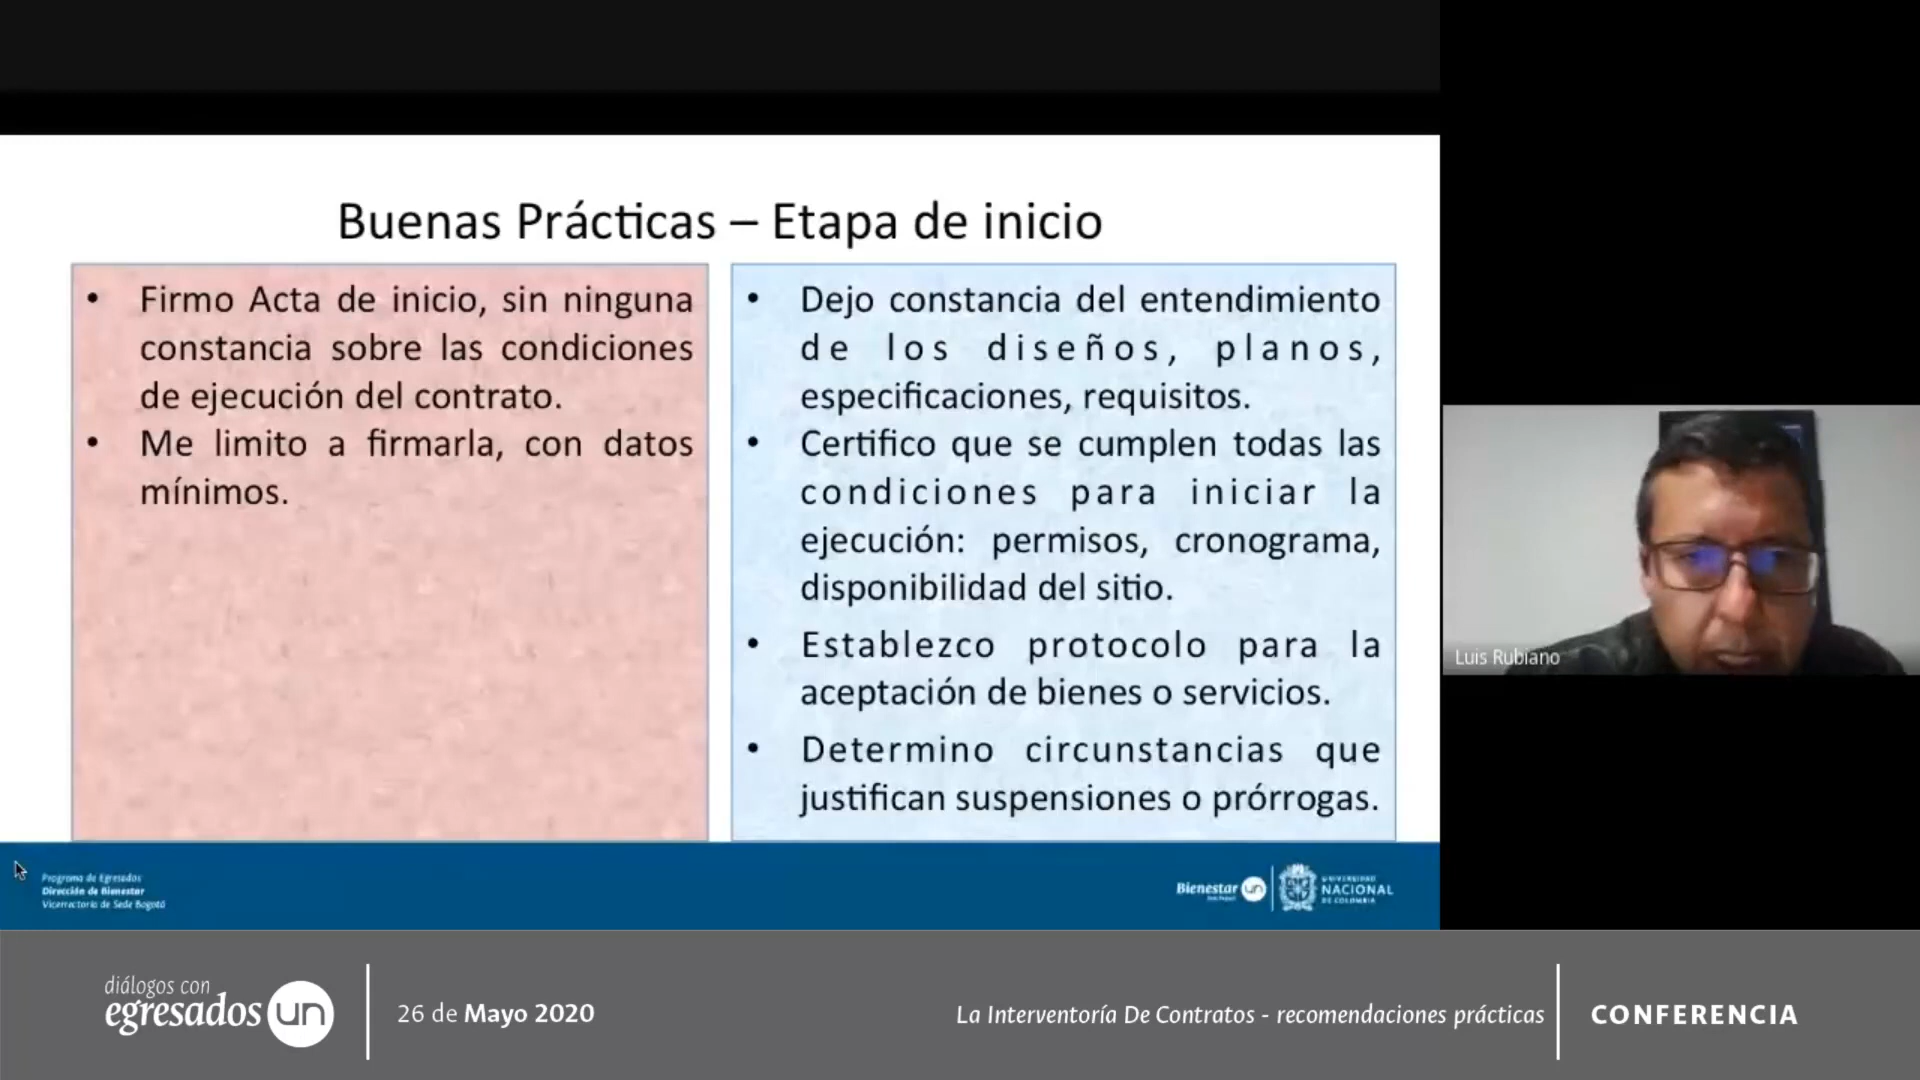 Buenas Prácticas – Etapa de inicio
• Firmo Acta de inicio, sin ninguna
constancia sobre las condiciones
de ejecución del contrato.
• Me limito a firmarla, con datos
mínimos.
• Dejo constancia del entendimiento
de los diseños, planos,
especificaciones, requisitos.
• Certifico que se cumplen todas las
condiciones para iniciar la
ejecución: permisos, cronograma,
disponibilidad del sitio.
• Establezco protocolo para la
aceptación de bienes o servicios.
• Determino circunstancias que
justifican suspensiones o prórrogas.
Luis Rubiano
Programa de Egresados
Dirección de Bienestar
Vicerrectoría de Sede Bogotá
Bienestar un
UNIVERSIDAD
NACIONAL
DE COLOMBIA
diálogos con
egresados un
26 de Mayo 2020
La Interventoría De Contratos - recomendaciones prácticas
CONFERENCIA